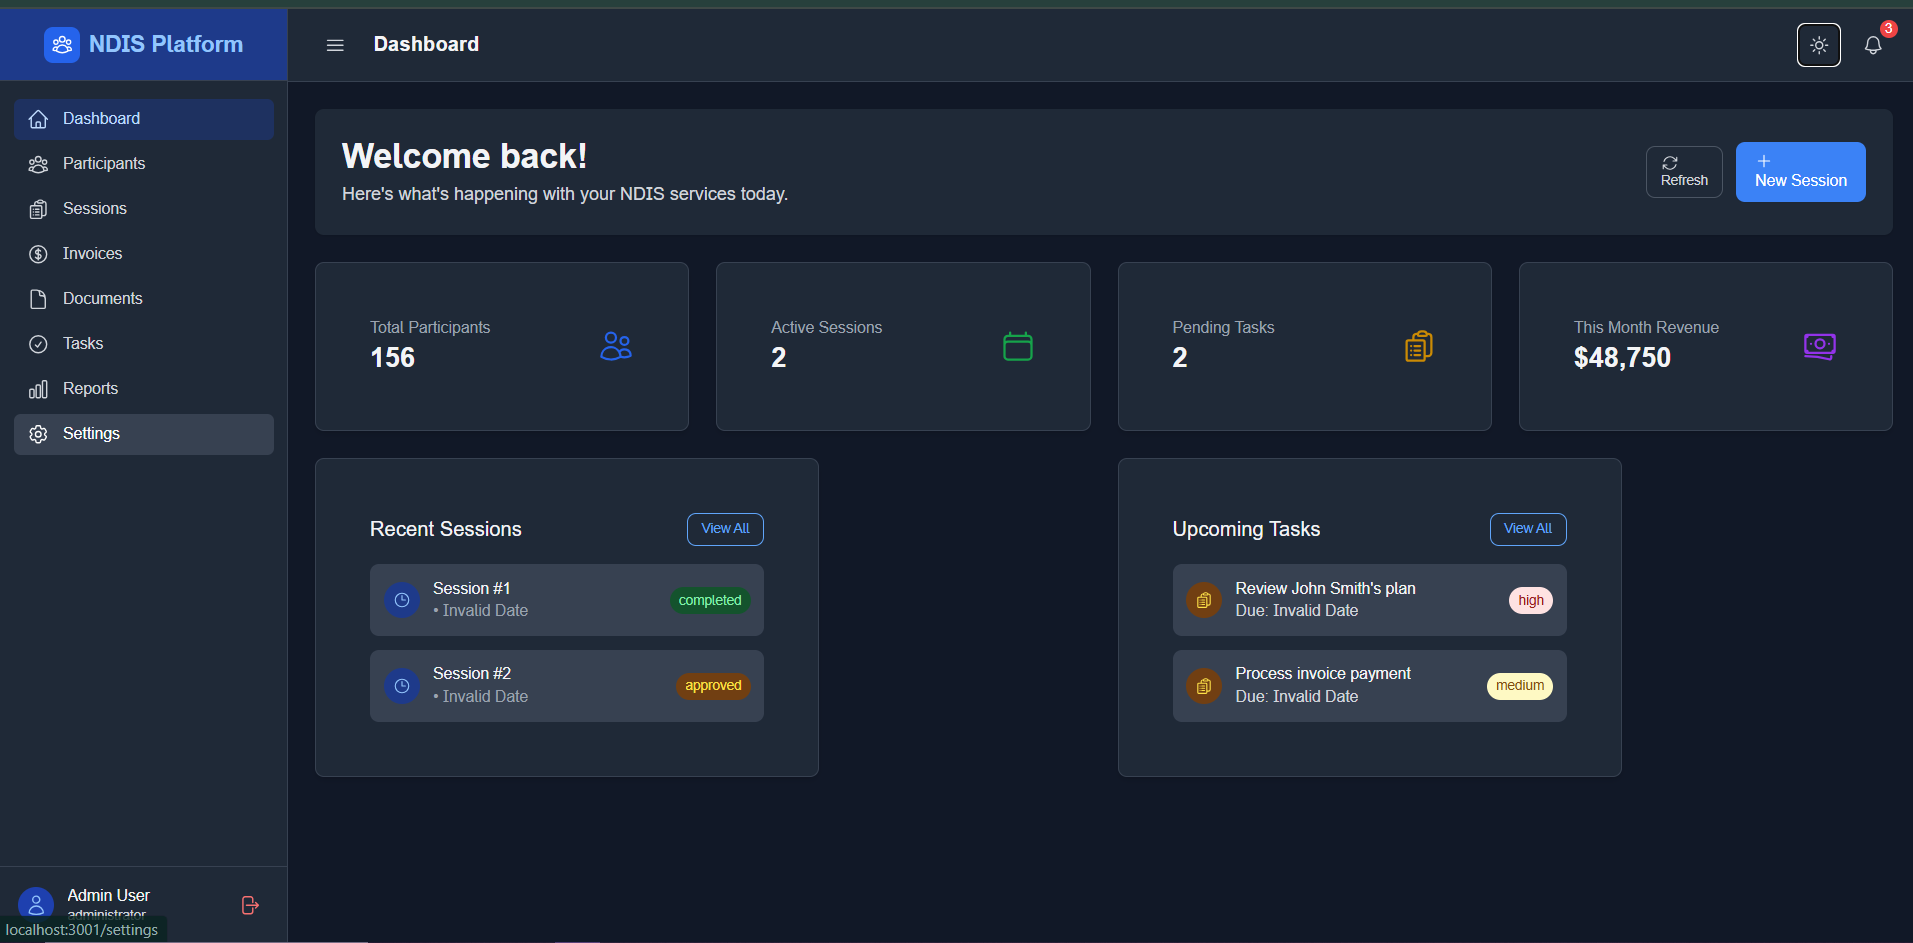 NDIS Platform
Dashboard
3
Dashboard
Participants
Sessions
Invoices
Documents
Tasks
Reports
Settings
Welcome back!
Here's what's happening with your NDIS services today.
Refresh
New Session
Total Participants
156
Active Sessions
2
Pending Tasks
2
This Month Revenue
$48,750
Recent Sessions
View All
Session #1
• Invalid Date
completed
Session #2
• Invalid Date
approved
Upcoming Tasks
View All
Review John Smith's plan
Due: Invalid Date
high
Process invoice payment
Due: Invalid Date
medium
Admin User
administrator
localhost:3001/settings